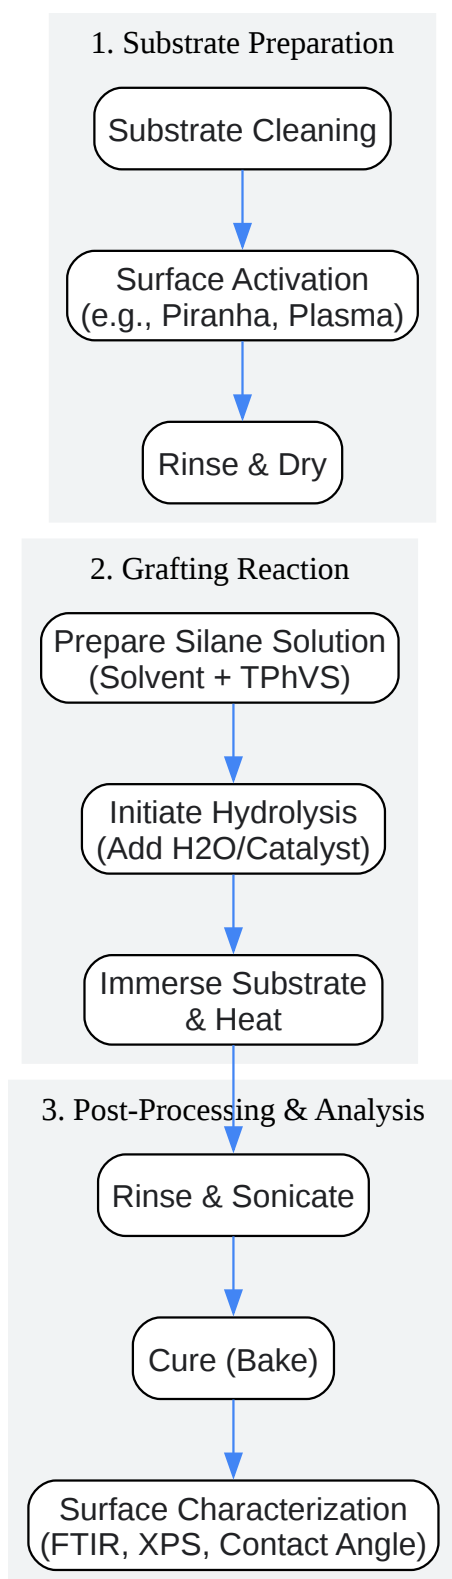 1. Substrate Preparation
Substrate Cleaning
Surface Activation
(e.g., Piranha, Plasma)
Rinse & Dry
2. Grafting Reaction
Prepare Silane Solution
(Solvent + TPhVS)
Initiate Hydrolysis
(Add H2O/Catalyst)
Immerse Substrate
& Heat
3. Post-Processing & Analysis
Rinse & Sonicate
Cure (Bake)
Surface Characterization
(FTIR, XPS, Contact Angle)